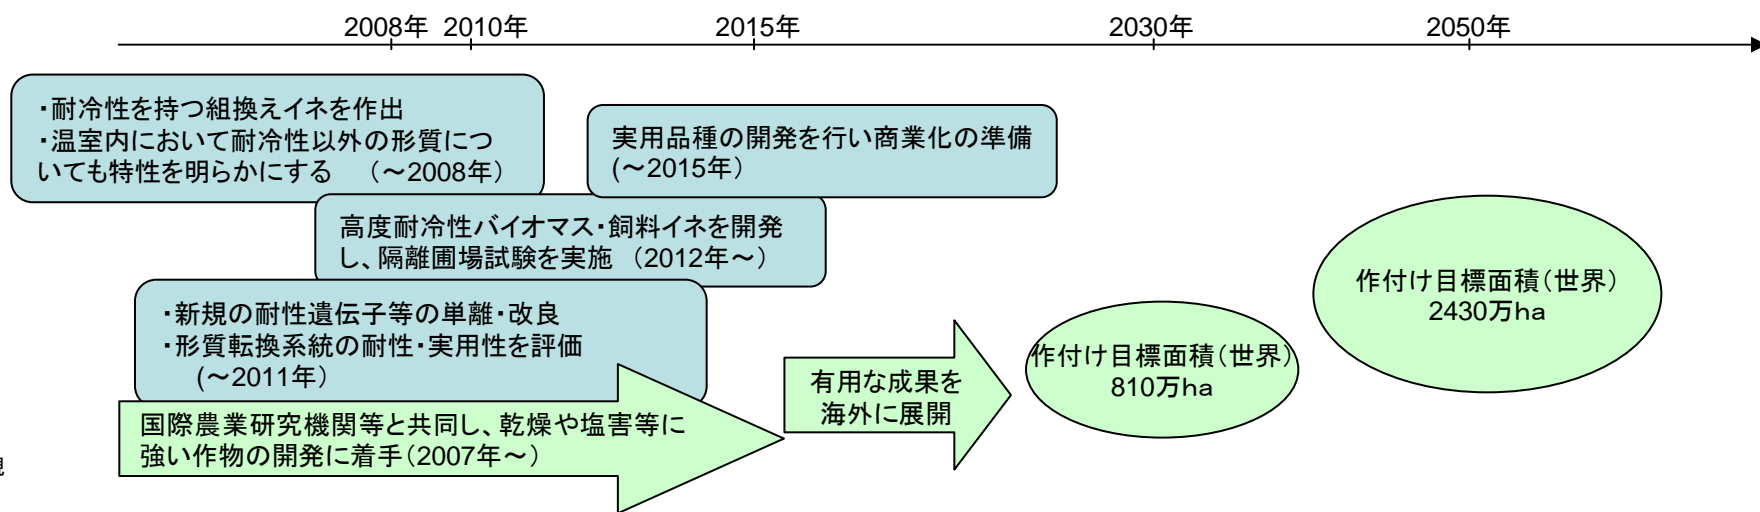 2008年 2010年 2015年 2030年 2050年
・耐冷性を持つ組換えイネを作出
・温室内において耐冷性以外の形質につ
いても特性を明らかにする （～2008年）
実用品種の開発を行い商業化の準備
(～2015年）
高度耐冷性バイオマス・飼料イネを開発
し、隔離圃場試験を実施 （2012年～）
・新規の耐性遺伝子等の単離・改良
・形質転換系統の耐性・実用性を評価
(～2011年）
国際農業研究機関等と共同し、乾燥や塩害等に
強い作物の開発に着手（2007年～）
有用な成果を
海外に展開
作付け目標面積（世界）
810万ha
作付け目標面積（世界）
2430万ha